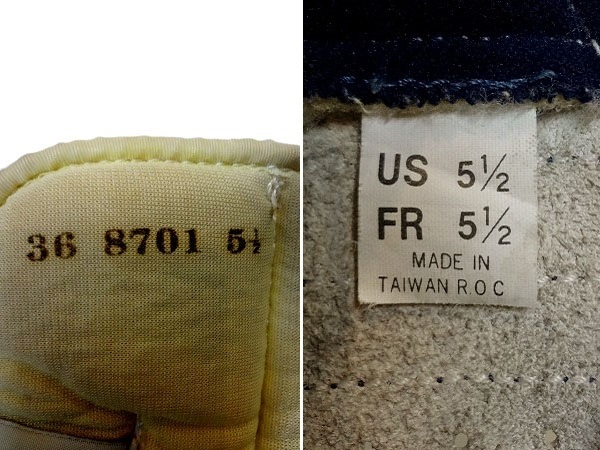 36 8701 5½
US 5½
FR 5½
MADE IN
TAIWAN R O C